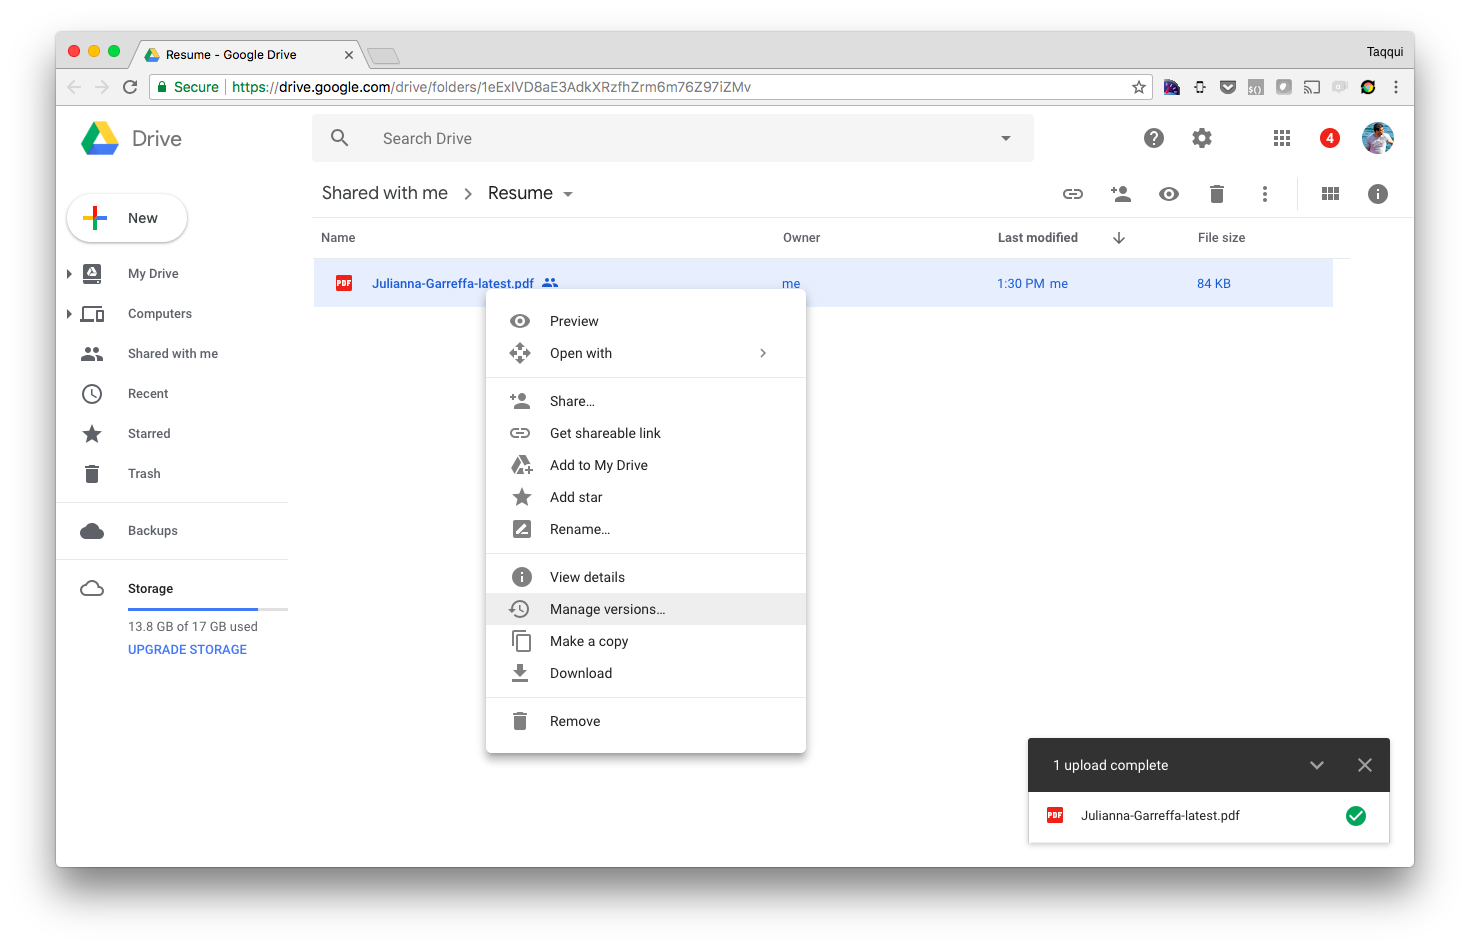 Resume - Google Drive
Taqqui
Secure https://drive.google.com/drive/folders/1eExlVD8aE3AdkXRzfhZrm6m76Z97iZMv
Drive
Search Drive
4
Shared with me Resume
New
Name Owner Last modified File size
My Drive
PDF Julianna-Garreffa-latest.pdf me 1:30 PM me 84 KB
Computers
Shared with me
Recent
Starred
Trash
Backups
Storage
13.8 GB of 17 GB used
UPGRADE STORAGE
Preview
Open with
Share...
Get shareable link
Add to My Drive
Add star
Rename...
View details
Manage versions...
Make a copy
Download
Remove
1 upload complete
PDF Julianna-Garreffa-latest.pdf